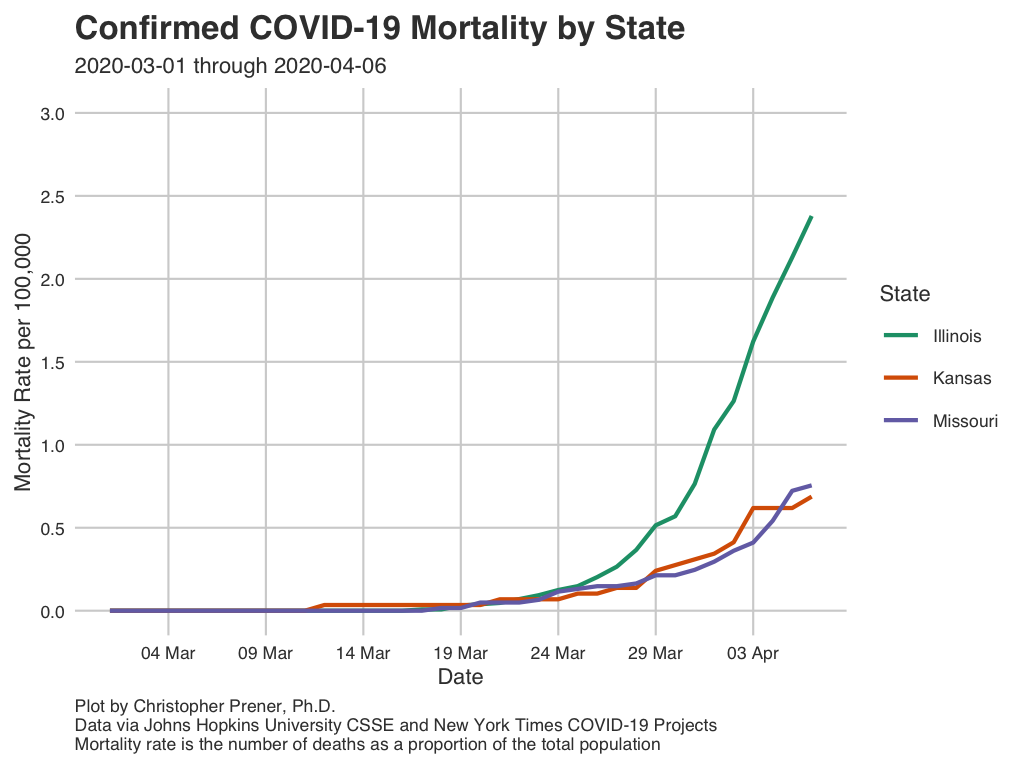 Confirmed COVID-19 Mortality by State
2020-03-01 through 2020-04-06
Mortality Rate per 100,000
3.0
2.5
2.0
1.5
1.0
0.5
0.0
04 Mar
09 Mar
14 Mar
19 Mar
24 Mar
29 Mar
03 Apr
Date
State
Illinois
Kansas
Missouri
Plot by Christopher Prener, Ph.D.
Data via Johns Hopkins University CSSE and New York Times COVID-19 Projects
Mortality rate is the number of deaths as a proportion of the total population